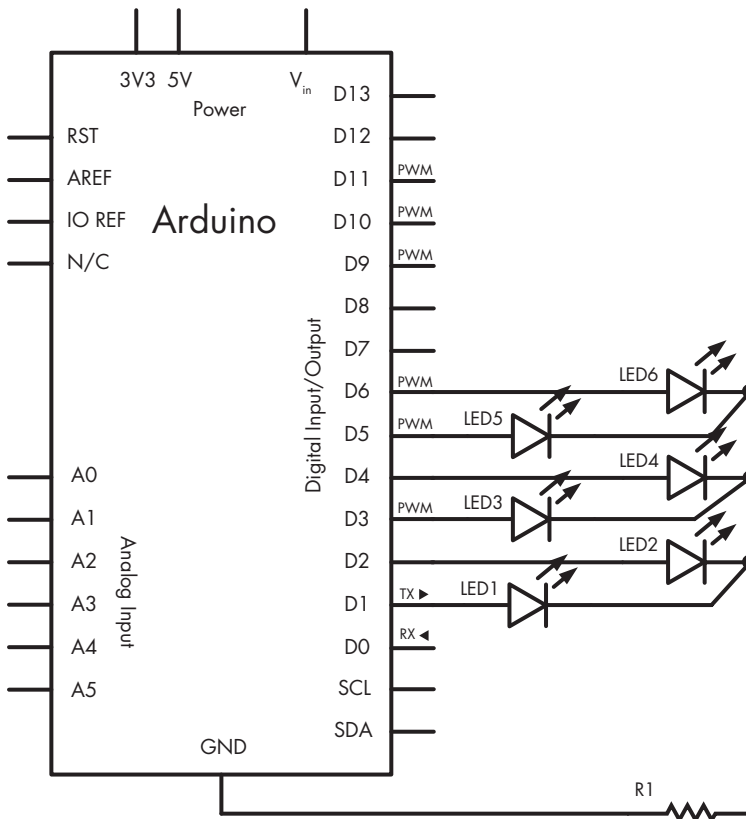 3V3 5V Vin
Power
D13
RST D12
AREF D11 PWM
IO REF Arduino D10 PWM
N/C D9 PWM
D8
D7
Digital Input/Output
D6 PWM LED6
D5 PWM LED5
A0 D4 LED4
A1 D3 PWM LED3
A2 D2 LED2
Analog Input
A3 D1 TX ▶ LED1
A4 D0 RX ◀
A5 SCL
SDA
GND
R1